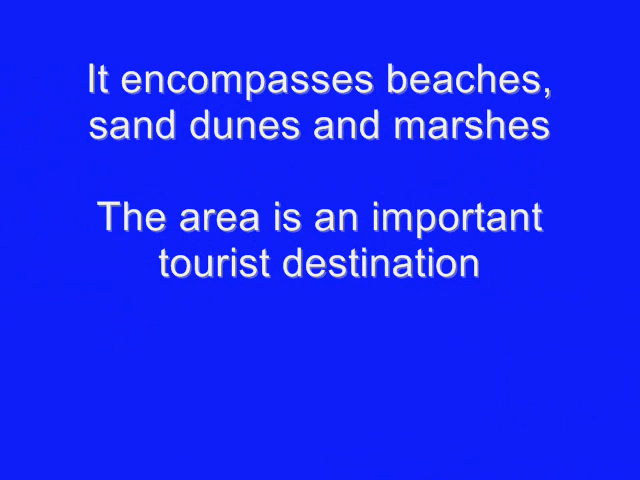 It encompasses beaches,
sand dunes and marshes
The area is an important
tourist destination